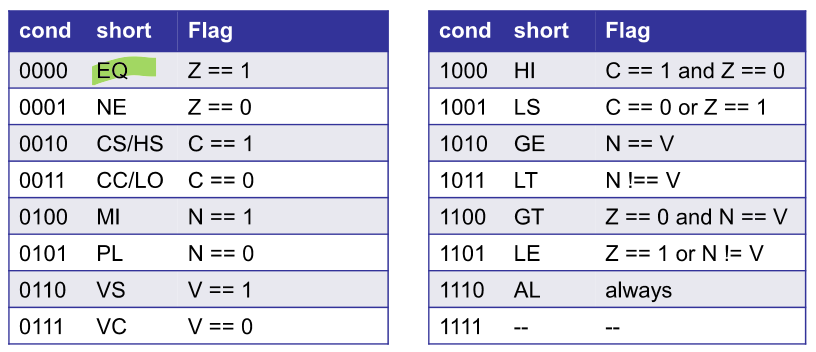 cond short Flag
0000 EQ Z == 1
0001 NE Z == 0
0010 CS/HS C == 1
0011 CC/LO C == 0
0100 MI N == 1
0101 PL N == 0
0110 VS V == 1
0111 VC V == 0
cond short Flag
1000 HI C == 1 and Z == 0
1001 LS C == 0 or Z == 1
1010 GE N == V
1011 LT N !== V
1100 GT Z == 0 and N == V
1101 LE Z == 1 or N != V
1110 AL always
1111 -- --